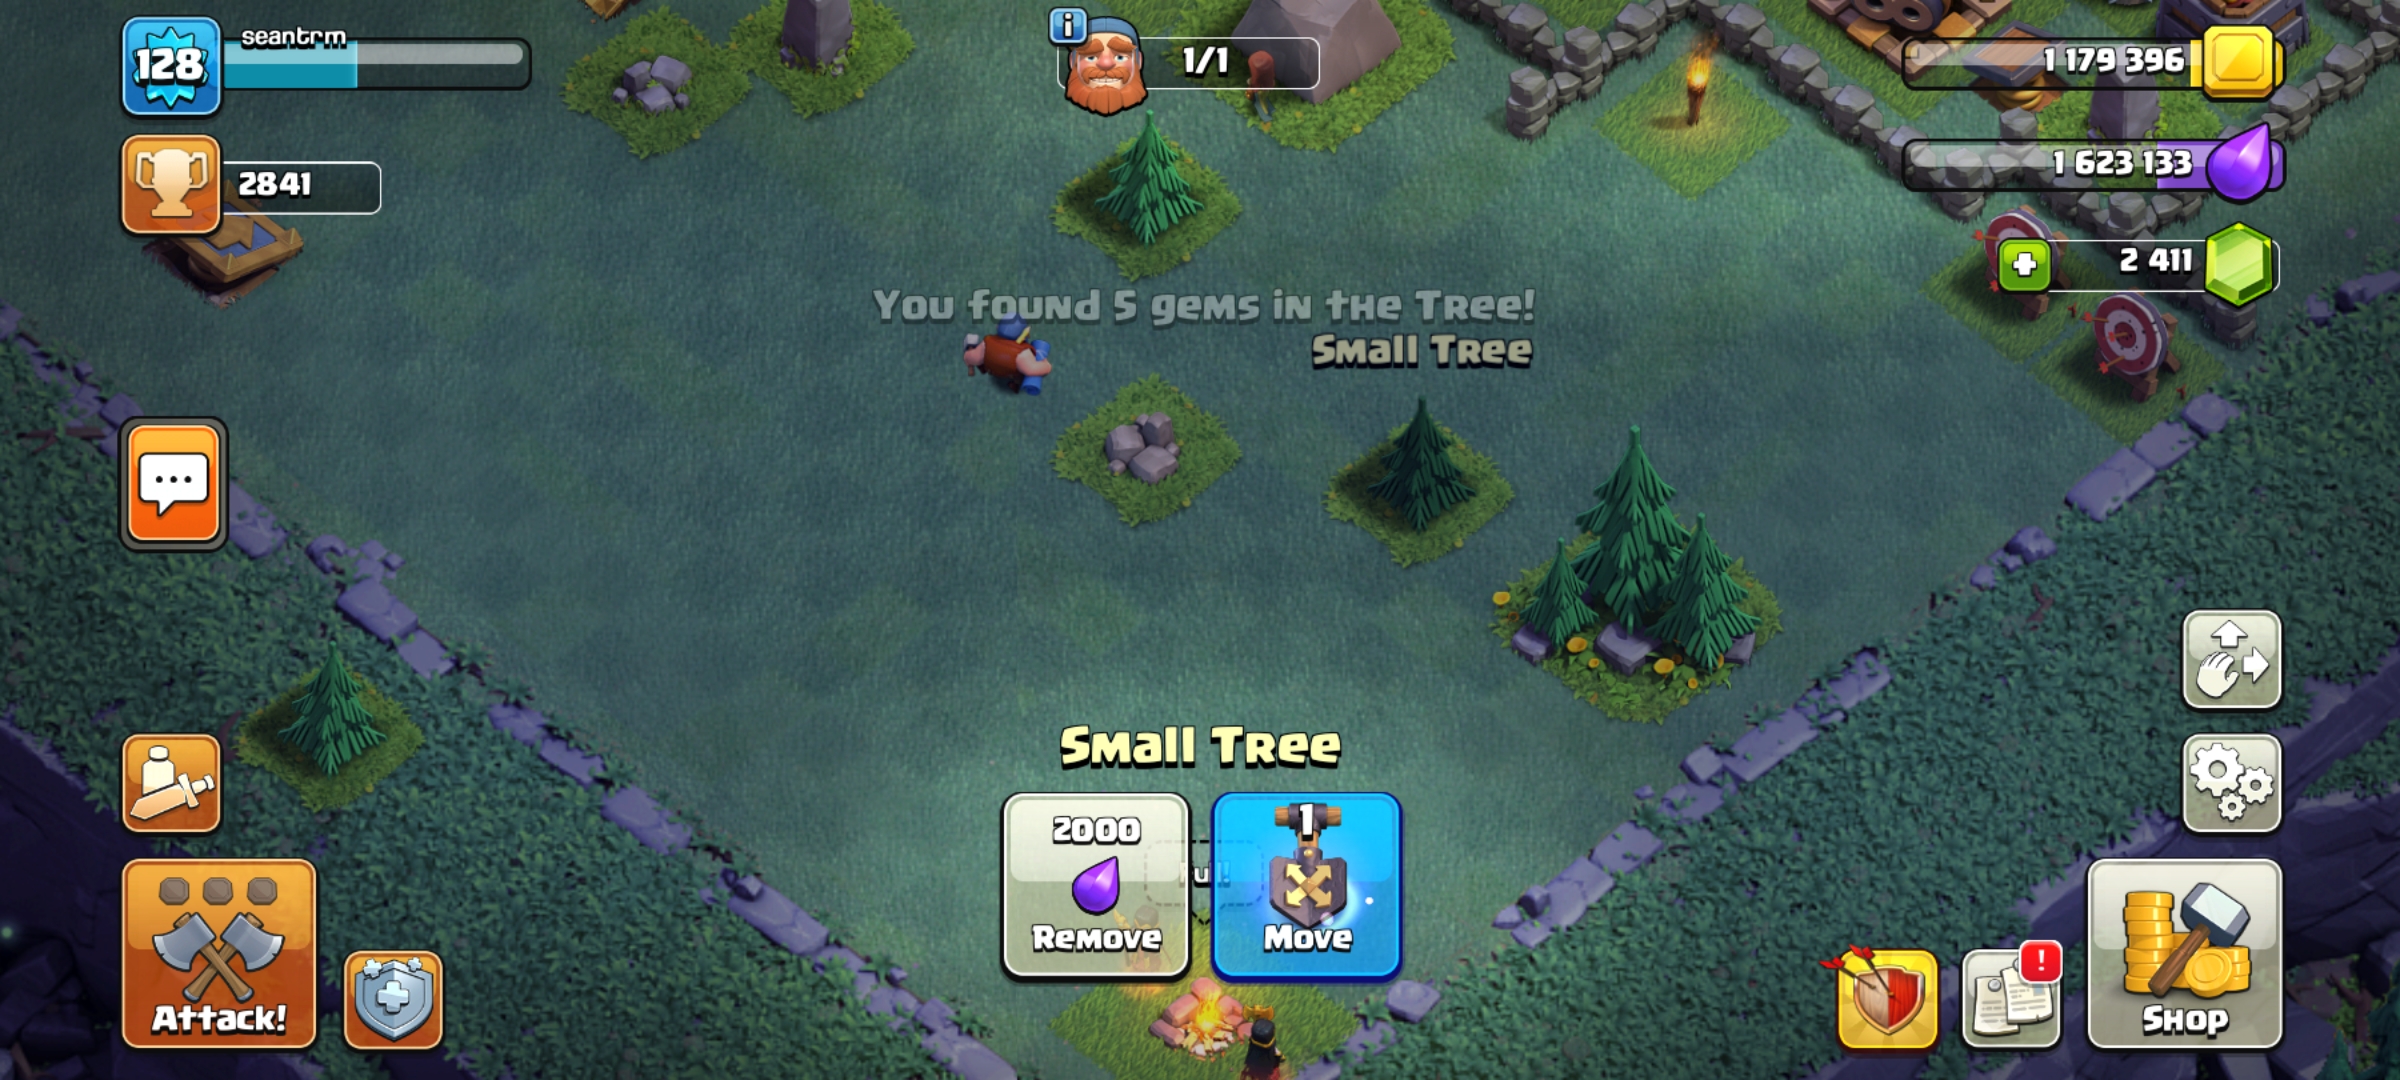 128
seantrm
1/1
1 179 396
1 623 133
2841
2 411
You found 5 gems in the Tree!
Small Tree
Small Tree
2000
1
Remove
Move
Attack!
!
Shop